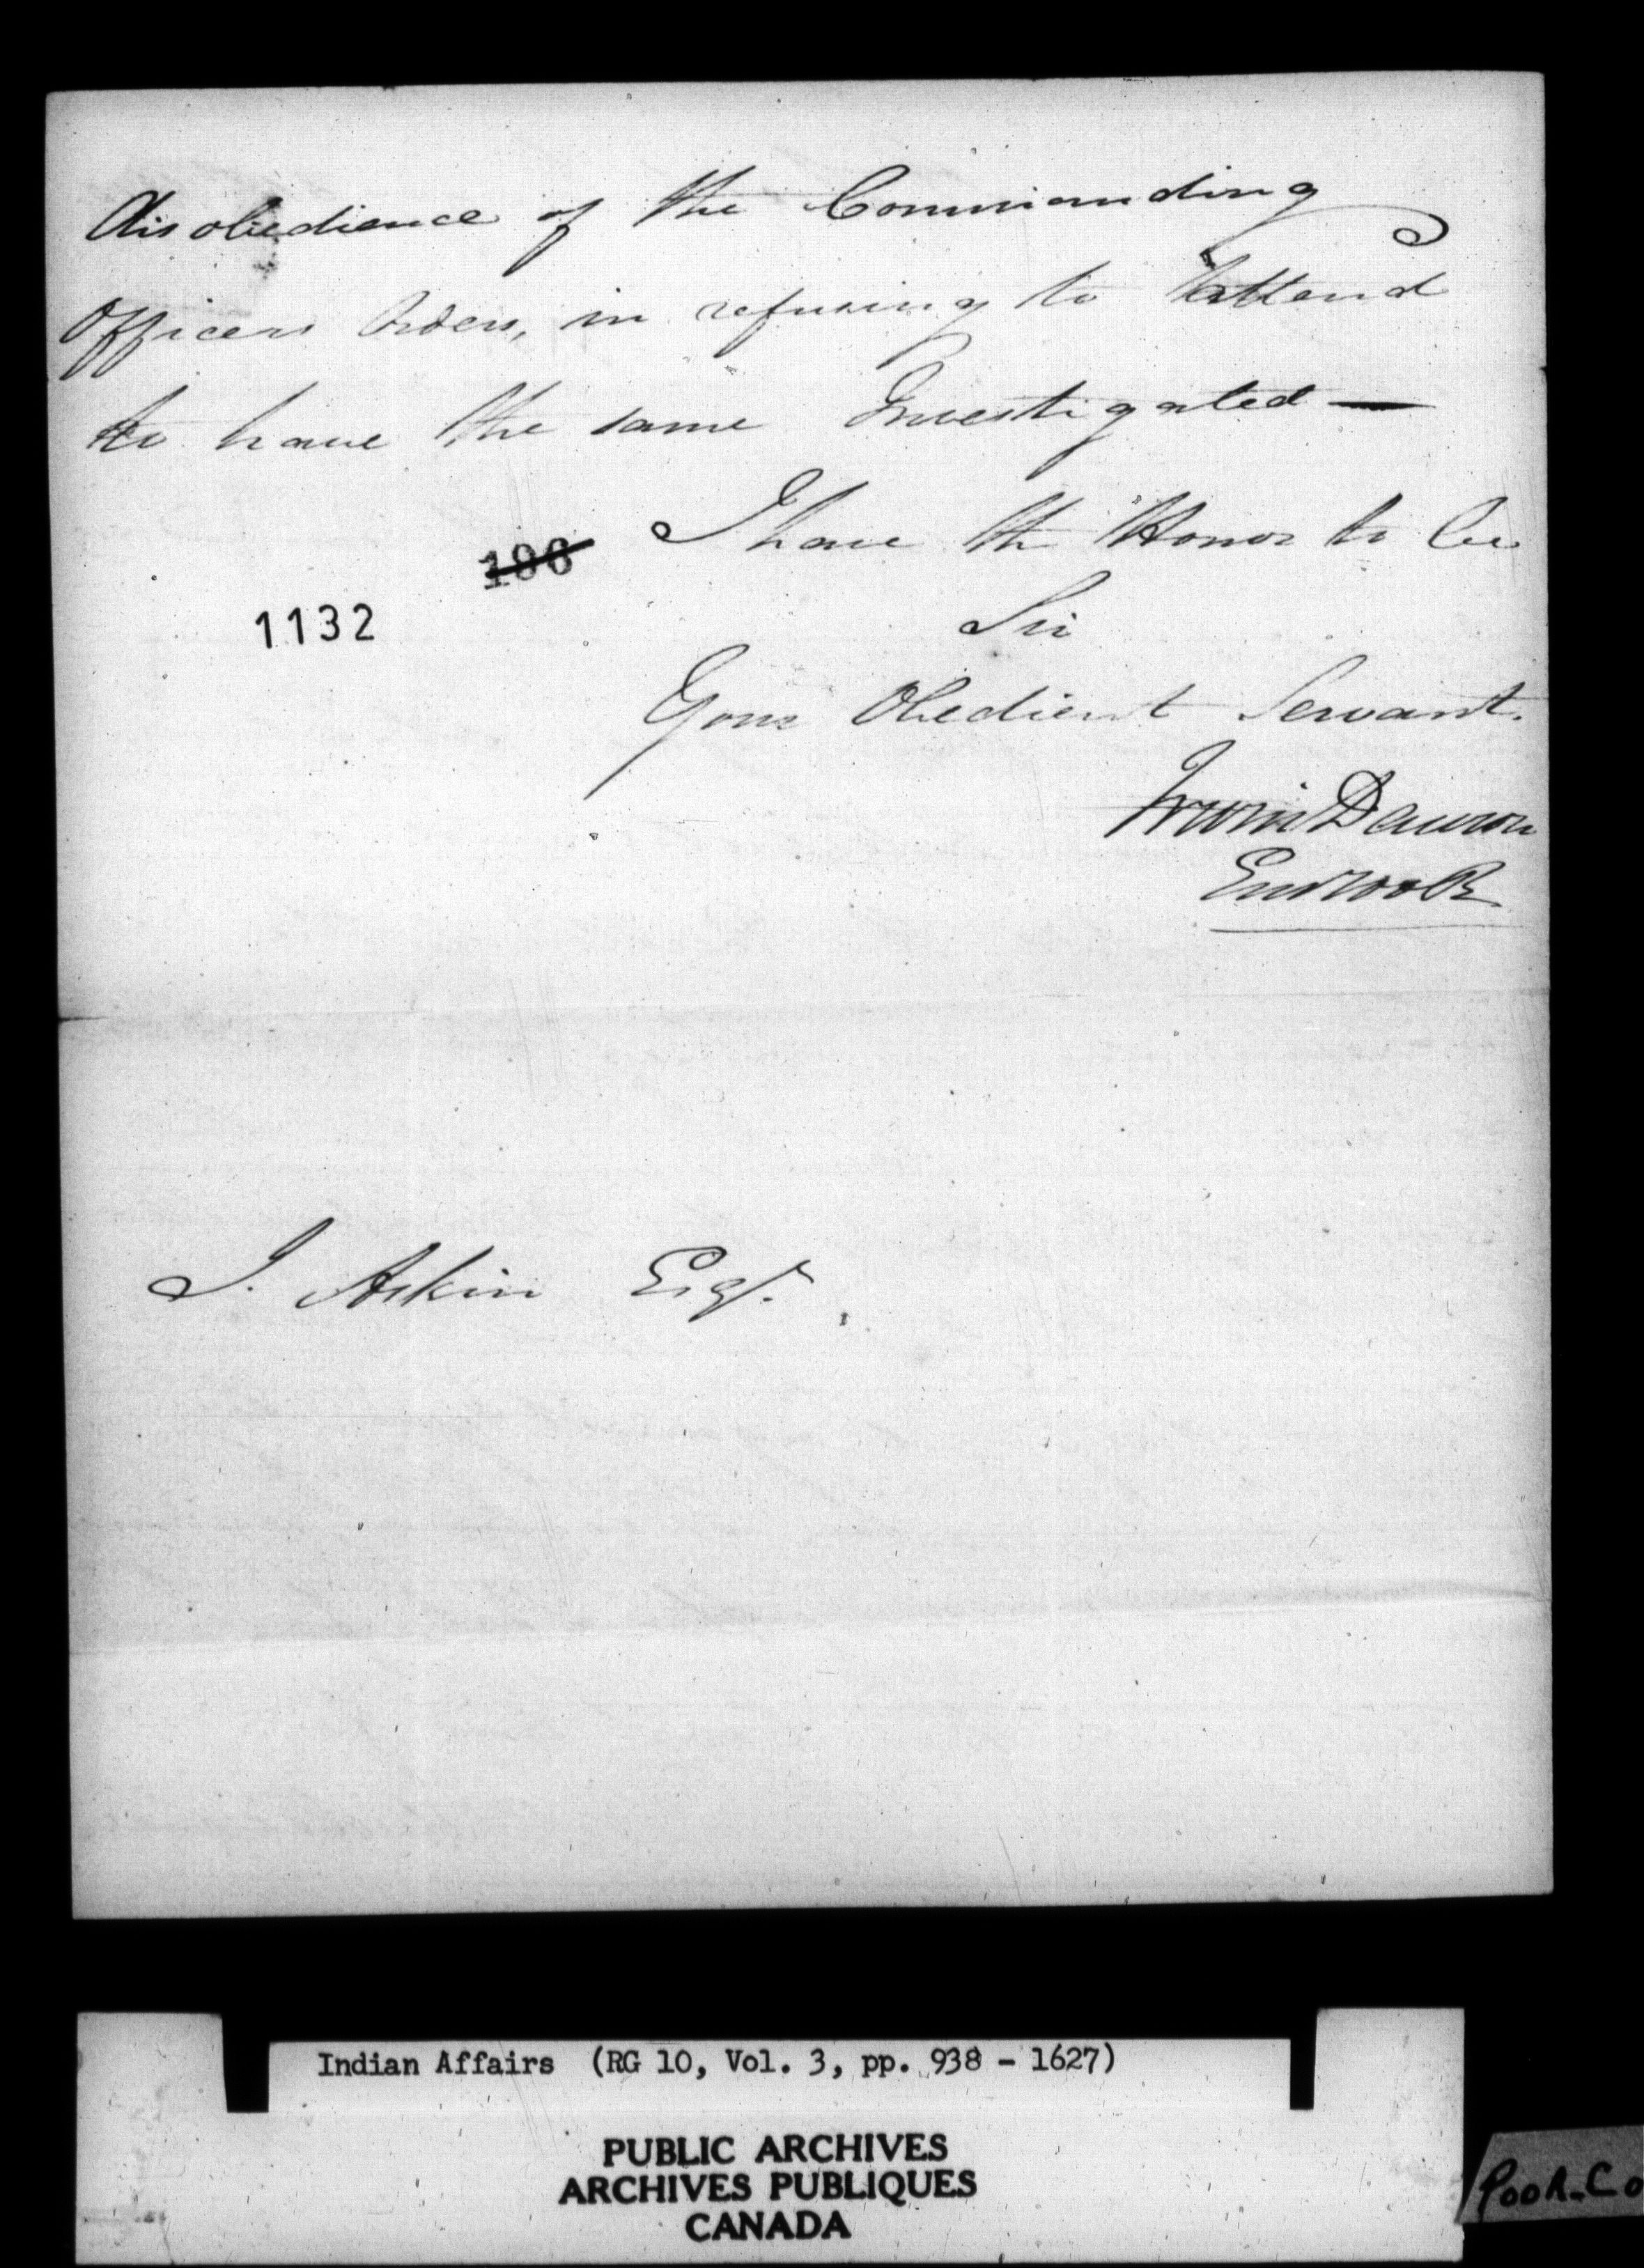 disobedience of the Commanding
Officers Orders, in refusing to attend
to have the same Investigated —
I have the Honor to be
196
1132
Sir
Your Obedient Servant.
Irwin Dawson
J. Askin Esqr.
Indian Affairs (RG 10, Vol. 3, pp. 938 - 1627)
PUBLIC ARCHIVES
ARCHIVES PUBLIQUES
CANADA